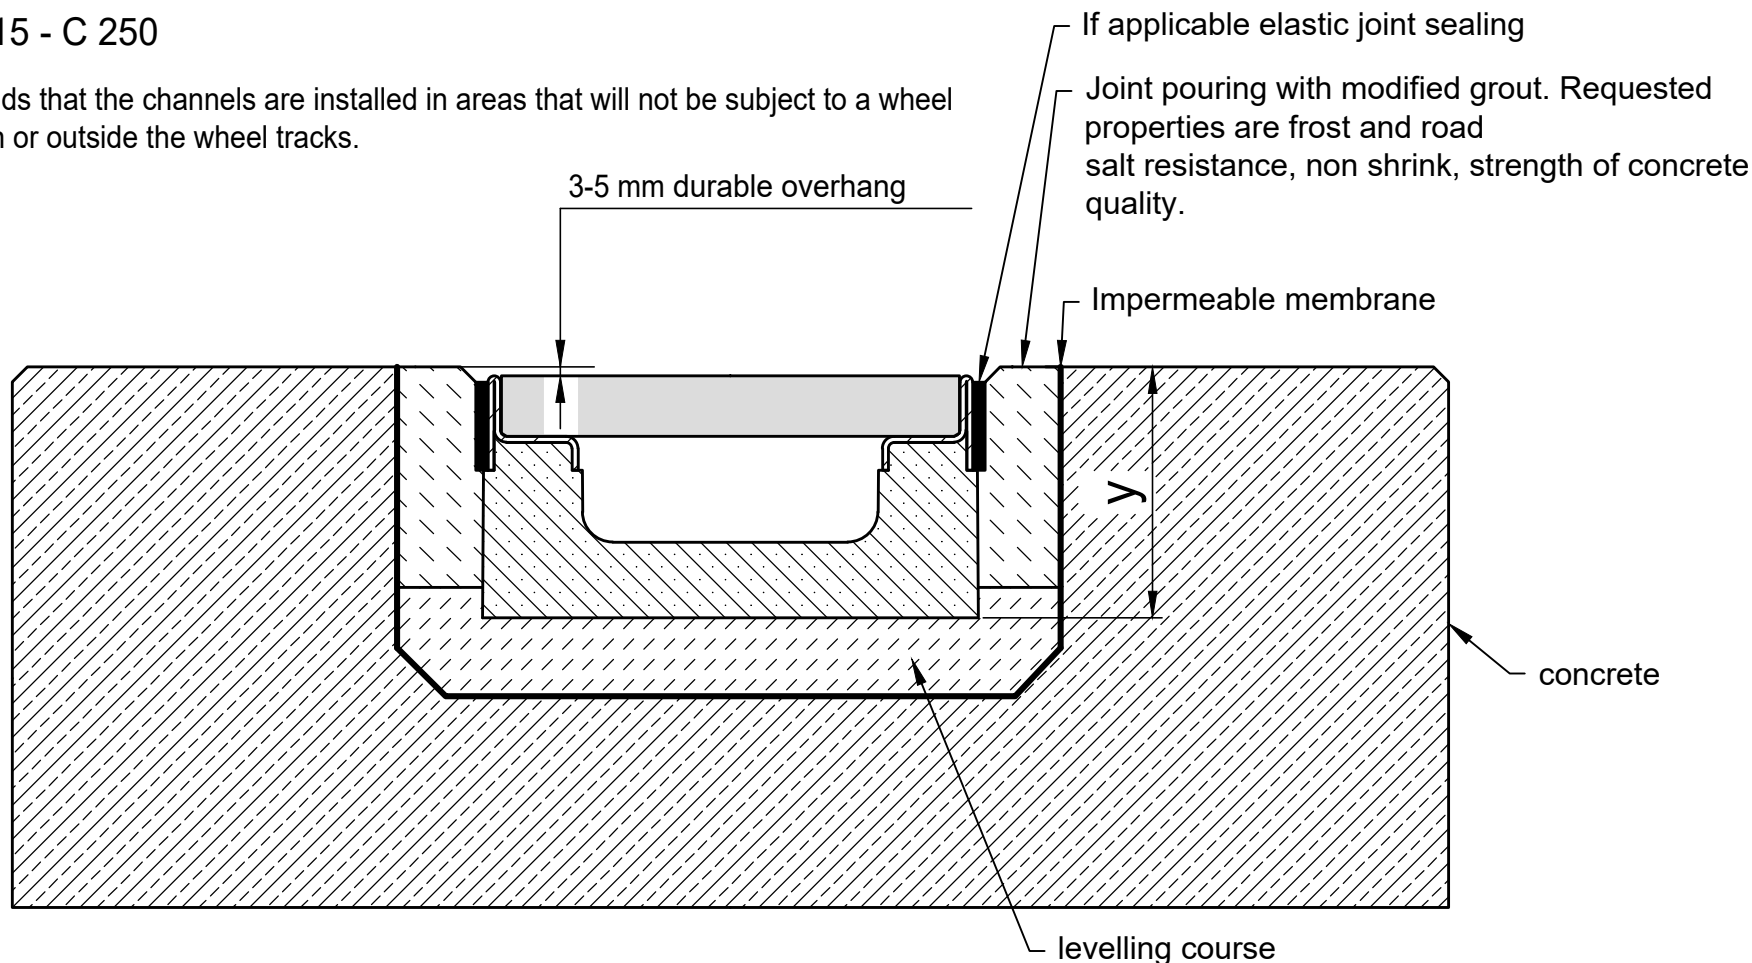 15 - C 250
ds that the channels are installed in areas that will not be subject to a wheel
or outside the wheel tracks.
If applicable elastic joint sealing
Joint pouring with modified grout. Requested
properties are frost and road
salt resistance, non shrink, strength of concrete
quality.
3-5 mm durable overhang
Impermeable membrane
y
concrete
levelling course